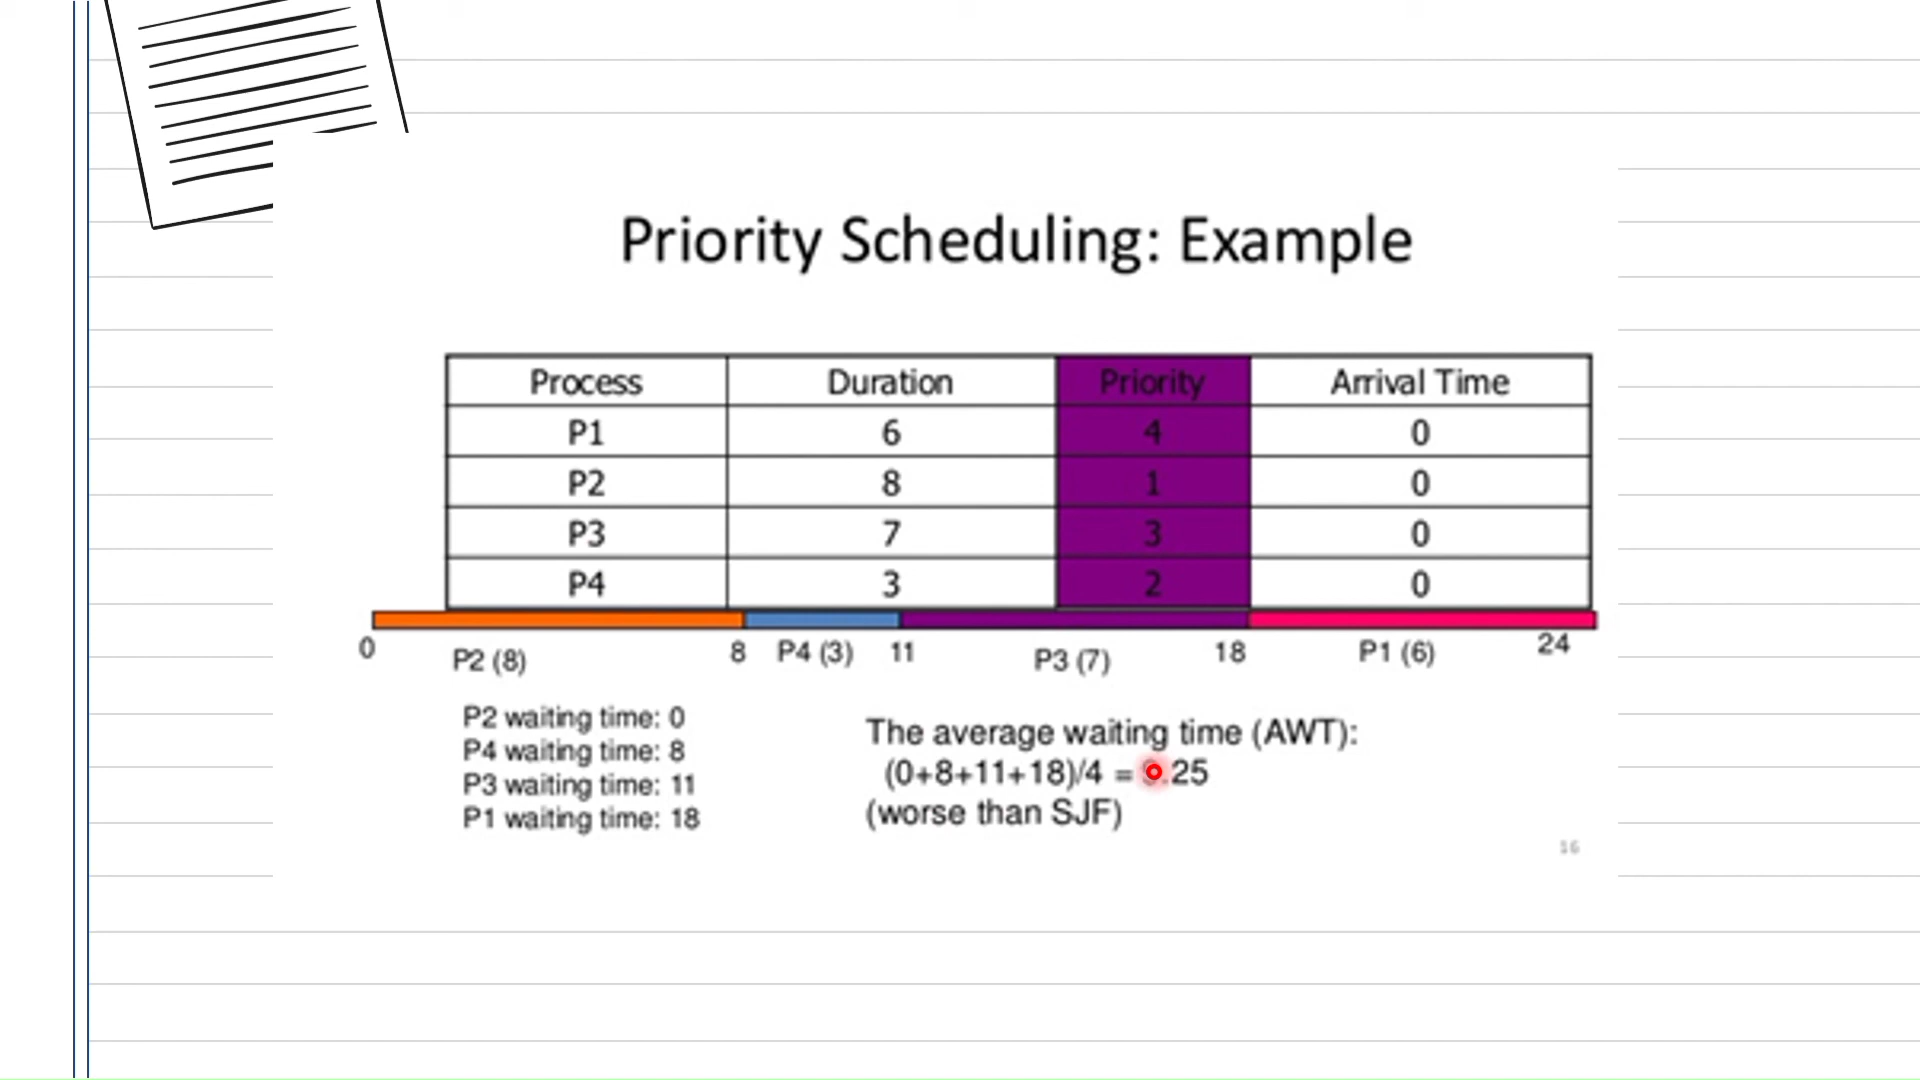 Priority Scheduling: Example
Process Duration Priority Arrival Time
P1 6 4 0
P2 8 1 0
P3 7 3 0
P4 3 2 0
0 P2 (8) 8 P4 (3) 11 P3 (7) 18 P1 (6) 24
P2 waiting time: 0
P4 waiting time: 8
P3 waiting time: 11
P1 waiting time: 18
The average waiting time (AWT):
(0+8+11+18)/4 = .25
(worse than SJF)
16